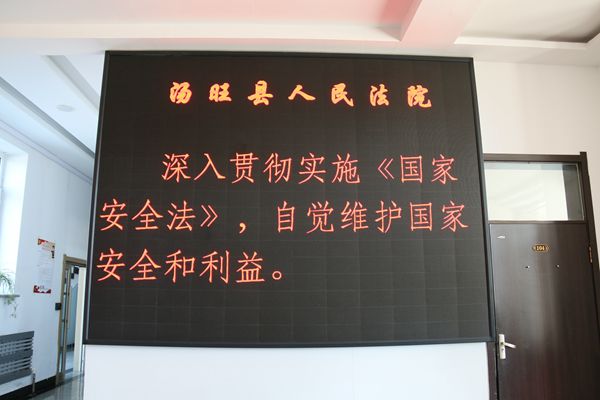 汤旺县人民法院
深入贯彻实施《国家
安全法》，自觉维护国家
安全和利益。